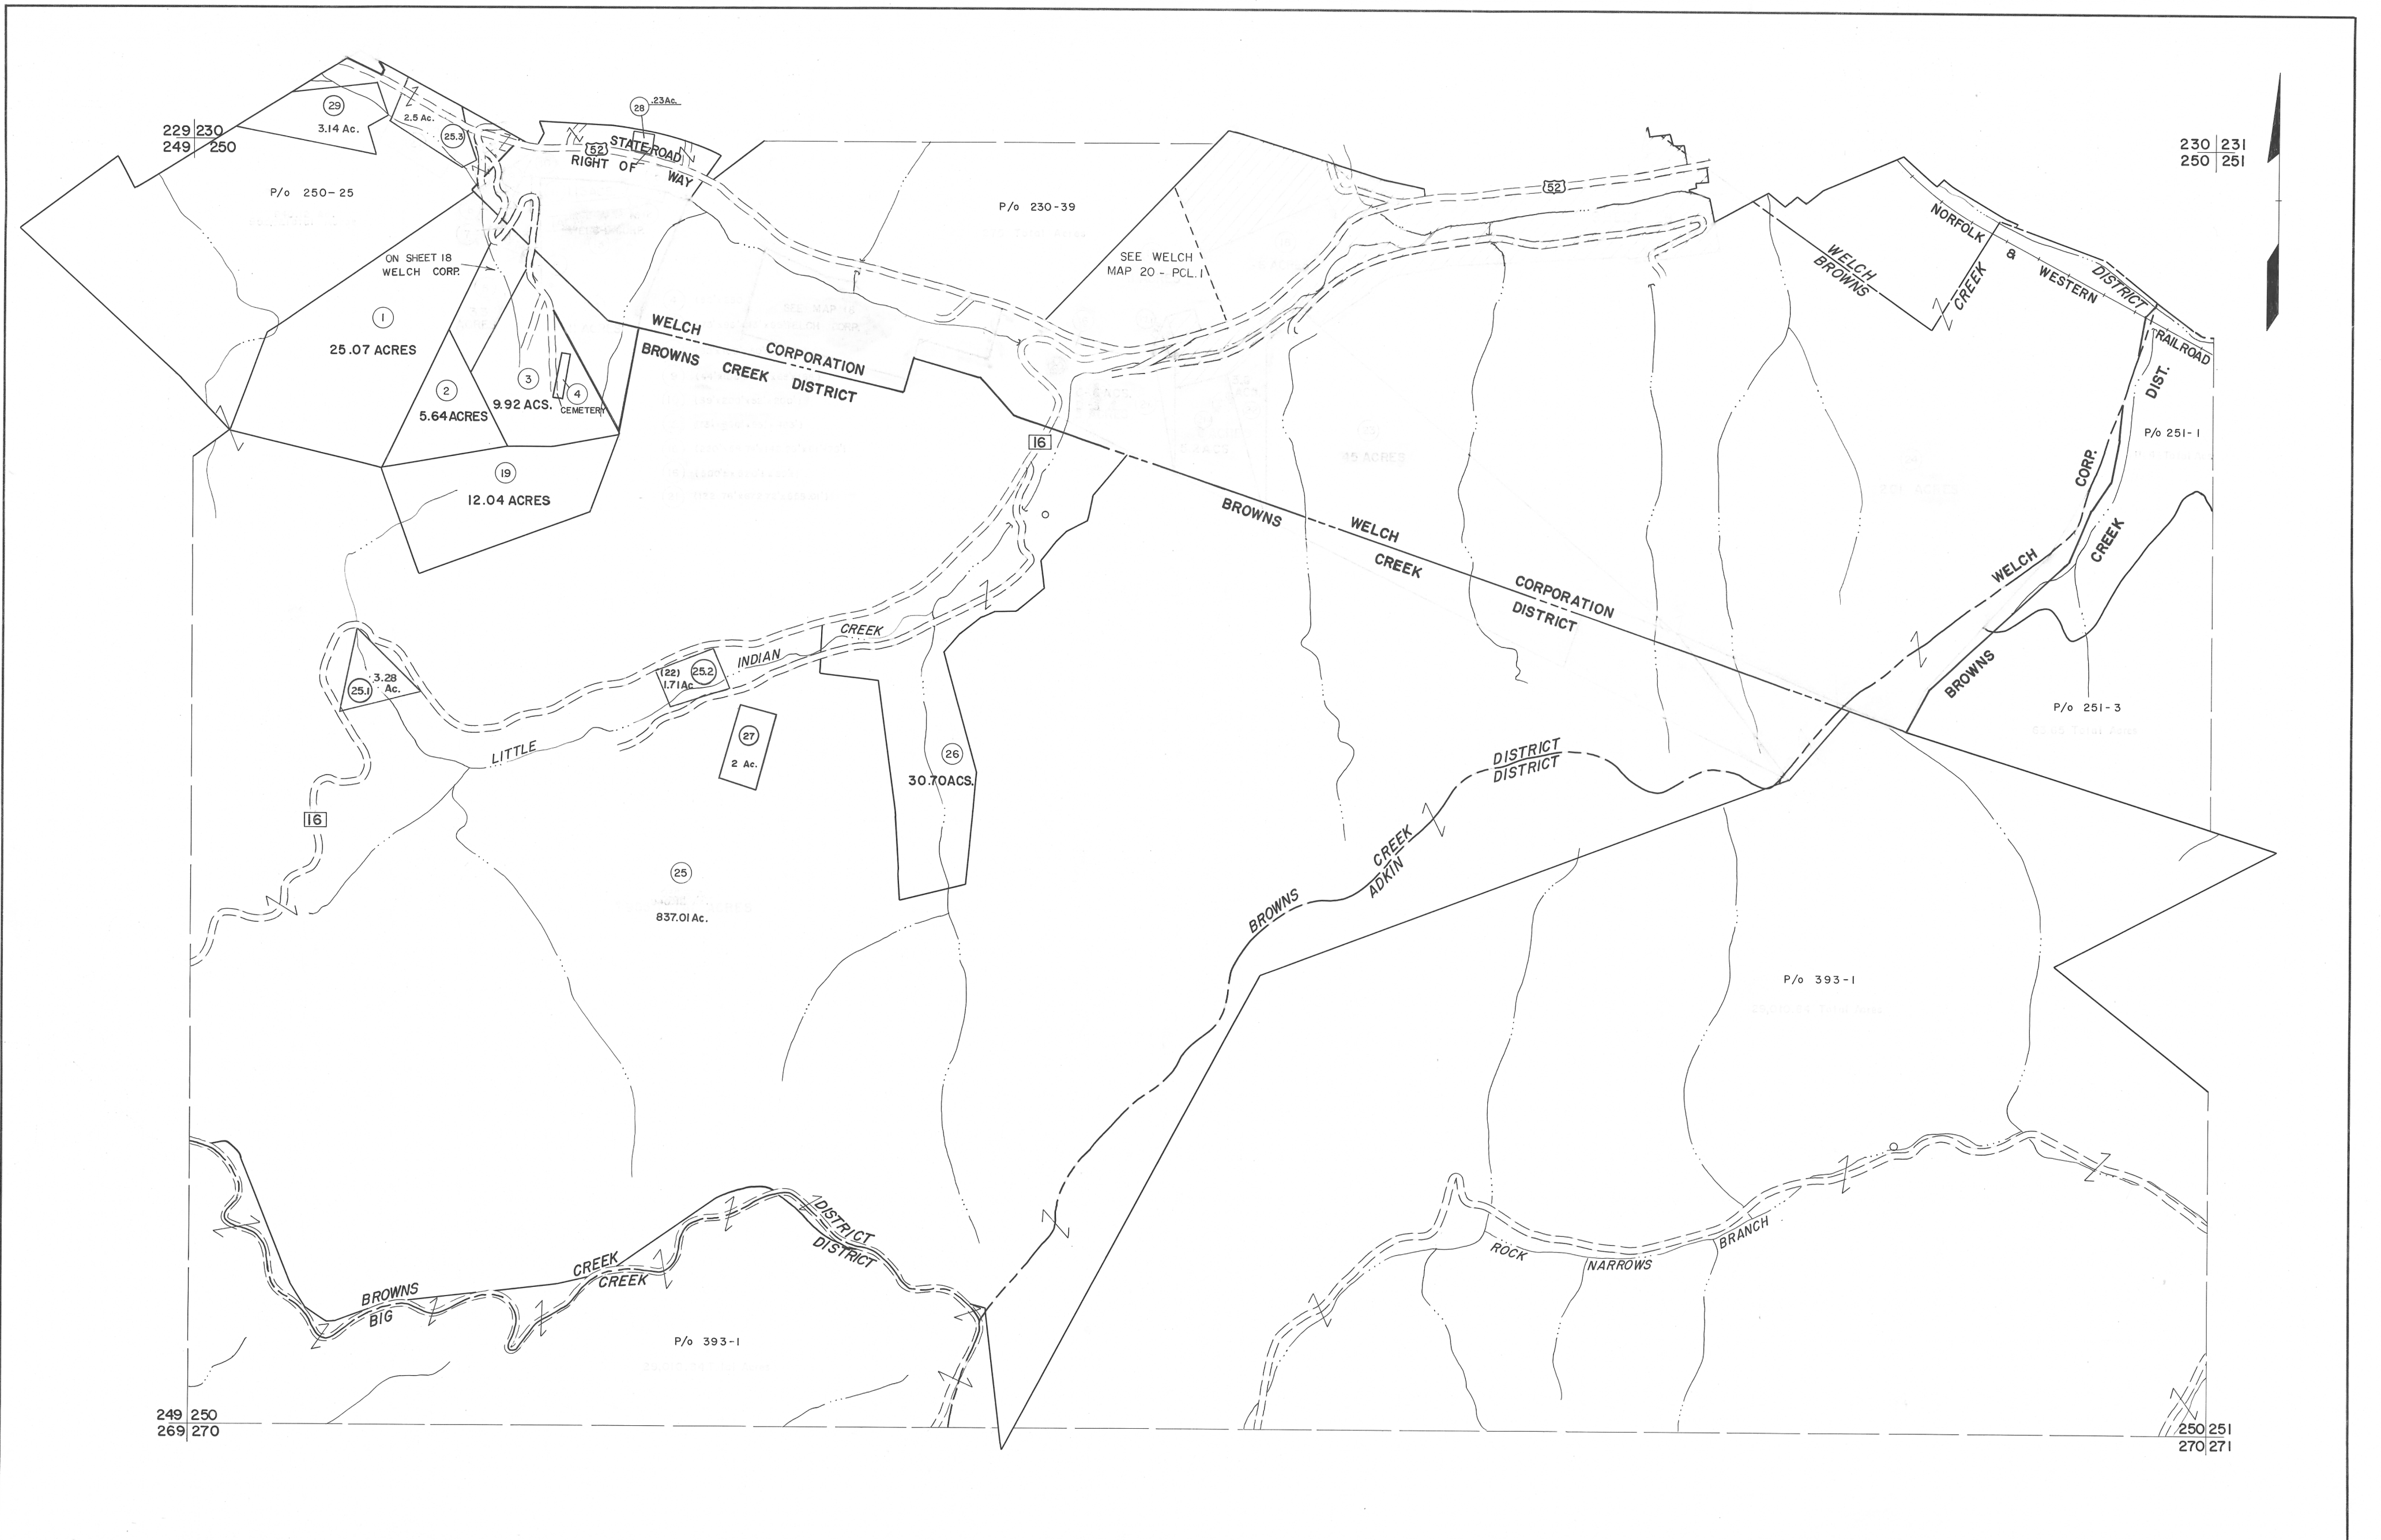 29
3.14 Ac.
2.5 Ac.
25.3
28
.23Ac.
52
STATE ROAD
RIGHT OF WAY
229 230
249 250
230 231
250 251
P/o 250-25
P/o 230-39
52
SEE WELCH
MAP 20 - PCL. 1
NORFOLK & WESTERN RAILROAD
WELCH
BROWNS
CREEK
DISTRICT
ON SHEET 18
WELCH CORP.
1
25.07 ACRES
2
5.64 ACRES
3
9.92 ACS.
4
CEMETERY
WELCH CORPORATION
BROWNS CREEK DISTRICT
DIST.
P/o 251-1
CORP.
CREEK
16
19
12.04 ACRES
WELCH CORPORATION
BROWNS CREEK DISTRICT
WELCH
BROWNS
P/o 251-3
25.1
3.28
Ac.
(22)
25.2
1.71 Ac
LITTLE INDIAN CREEK
27
2 Ac.
26
30.70 ACS.
16
25
837.01 Ac.
BROWNS CREEK DISTRICT
ADKIN DISTRICT
P/o 393-1
BROWNS CREEK DISTRICT
BIG CREEK DISTRICT
ROCK NARROWS BRANCH
P/o 393-1
249 250
269 270
250 251
270 271